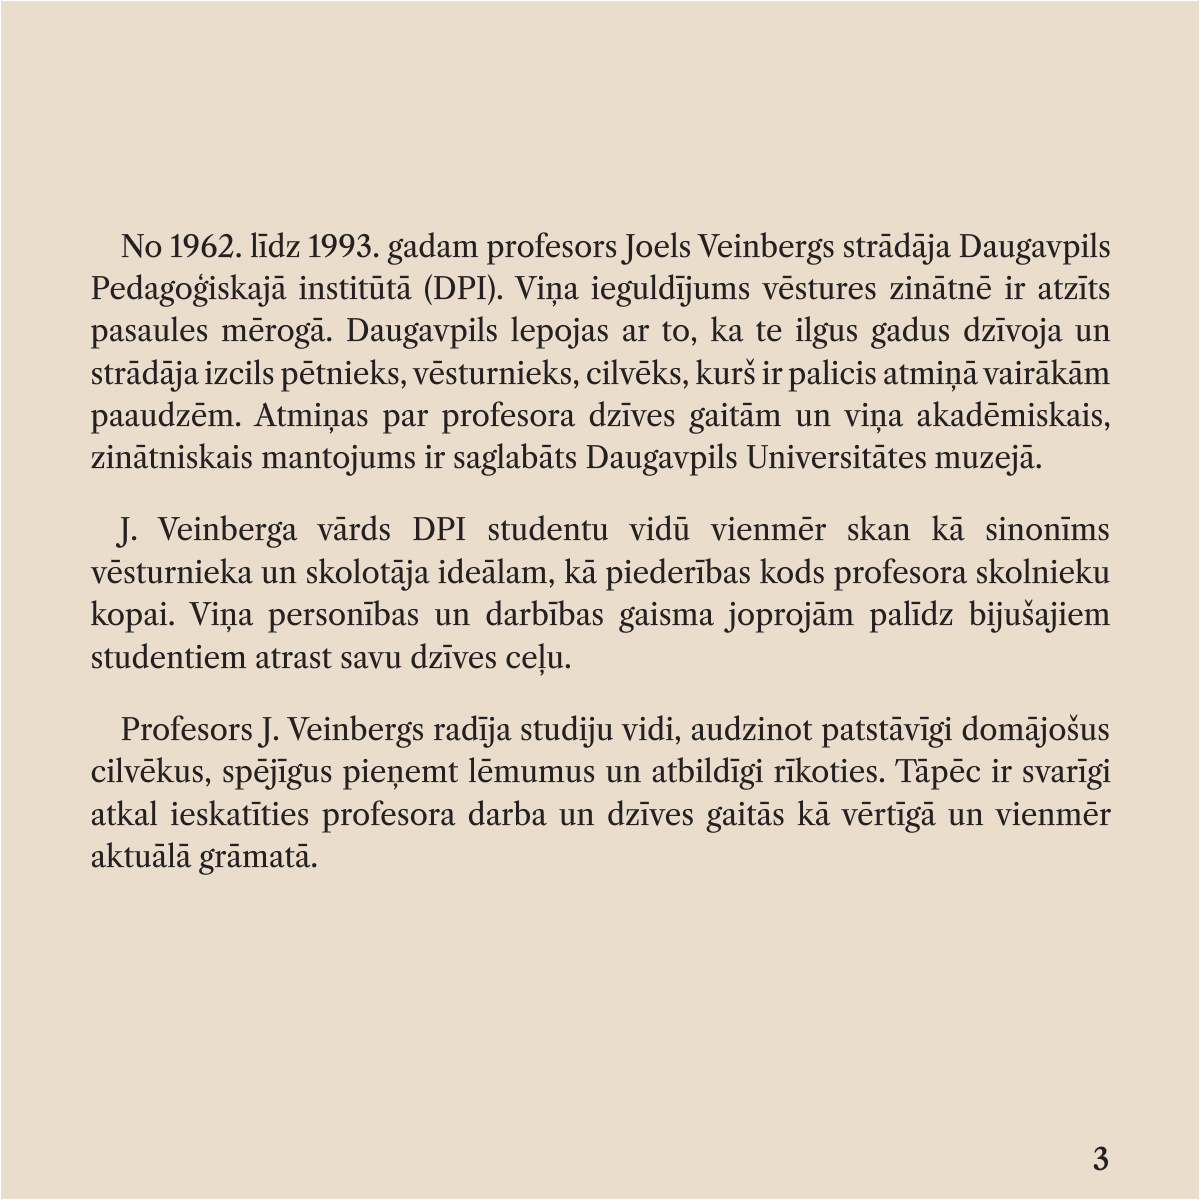 No 1962. līdz 1993. gadam profesors Joels Veinbergs strādāja Daugavpils
Pedagoģiskajā institūtā (DPI). Viņa ieguldījums vēstures zinātnē ir atzīts
pasaules mērogā. Daugavpils lepojas ar to, ka te ilgus gadus dzīvoja un
strādāja izcils pētnieks, vēsturnieks, cilvēks, kurš ir palicis atmiņā vairākām
paaudzēm. Atmiņas par profesora dzīves gaitām un viņa akadēmiskais,
zinātniskais mantojums ir saglabāts Daugavpils Universitātes muzejā.
J. Veinberga vārds DPI studentu vidū vienmēr skan kā sinonīms
vēsturnieka un skolotāja ideālam, kā piederības kods profesora skolnieku
kopai. Viņa personības un darbības gaisma joprojām palīdz bijušajiem
studentiem atrast savu dzīves ceļu.
Profesors J. Veinbergs radīja studiju vidi, audzinot patstāvīgi domājošus
cilvēkus, spējīgus pieņemt lēmumus un atbildīgi rīkoties. Tāpēc ir svarīgi
atkal ieskatīties profesora darba un dzīves gaitās kā vērtīgā un vienmēr
aktuālā grāmatā.
3